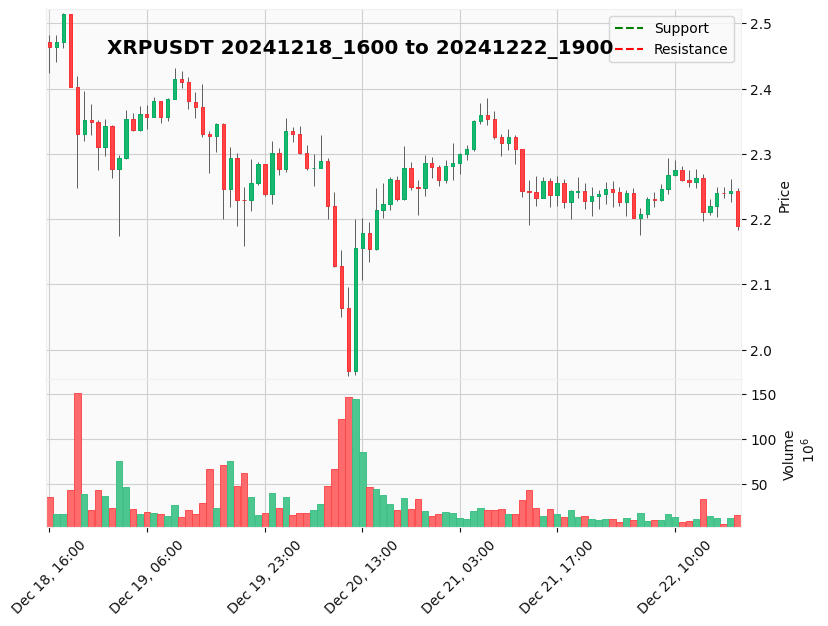 XRPUSDT 20241218_1600 to 20241222_1900
Support
Resistance
2.5
2.4
2.3
2.2
2.1
2.0
Price
150
100
50
Volume
10^6
Dec 18, 16:00
Dec 19, 06:00
Dec 19, 23:00
Dec 20, 13:00
Dec 21, 03:00
Dec 21, 17:00
Dec 22, 10:00